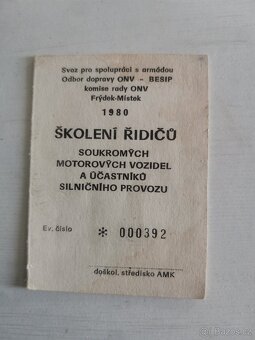 Svaz pro spolupráci s armádou
Odbor dopravy ONV - BESIP
komise rady ONV
Frýdek-Místek
1980
ŠKOLENÍ ŘIDIČŮ
SOUKROMÝCH
MOTOROVÝCH VOZIDEL
A ÚČASTNÍKŮ
SILNIČNÍHO PROVOZU
Ev. číslo * 000392
doškol. středisko AMK